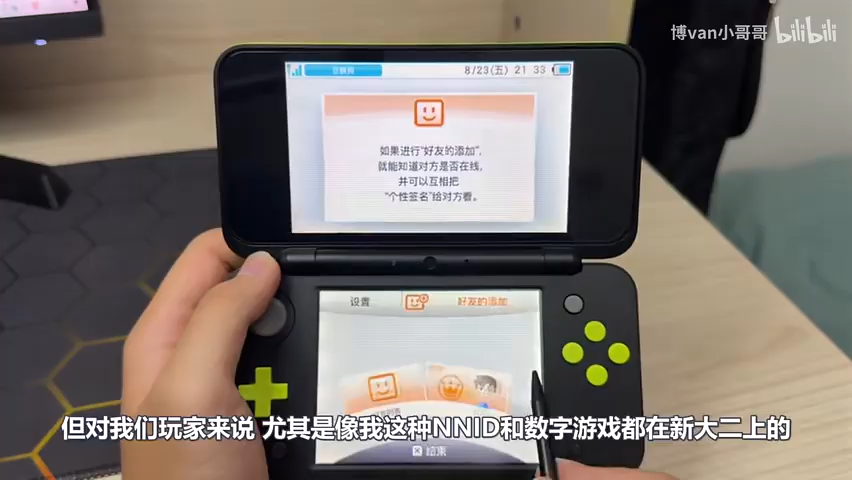 博van小哥哥 bilibili
互联网
8/23(五) 21 33
如果进行“好友的添加”,
就能知道对方是否在线,
并可以互相把
“个性签名”给对方看。
设置
好友的添加
但对我们玩家来说 尤其是像我这种NNID和数字游戏都在新大二上的
X 结束